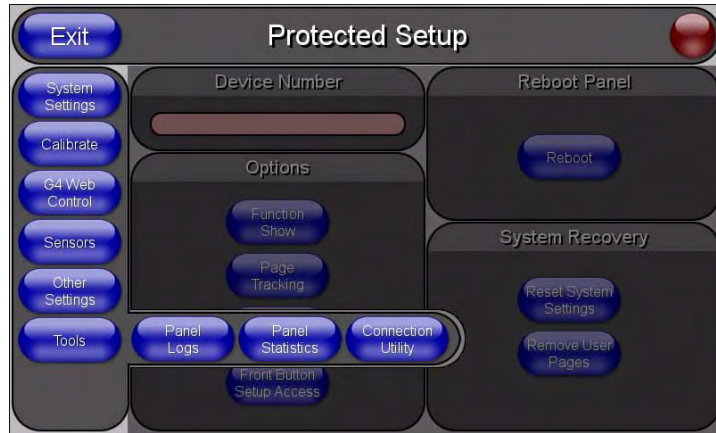 Exit
Protected Setup
System
Settings
Calibrate
G4 Web
Control
Sensors
Other
Settings
Tools
Device Number
Options
Function
Show
Page
Tracking
Panel
Logs
Panel
Statistics
Connection
Utility
Front Button
Setup Access
Reboot Panel
Reboot
System Recovery
Reset System
Settings
Remove User
Pages